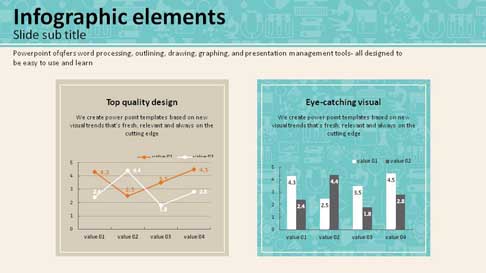 Infographic elements
Slide sub title
Powerpoint ofqfers word processing, outlining, drawing, graphing, and presentation management tools- all designed to
be easy to use and learn
Top quality design
We create power point templates based on new
visual trends that's fresh, relevant and always on the
cutting edge
value 01 value 02
5
4
3
2
1
0
4.3 2.5 3.5 4.5
2.4 4.4 1.8 2.8
value 01 value 02 value 03 value 04
Eye-catching visual
We create power point templates based on new
visual trends that's fresh, relevant and always on the
cutting edge
value 01 value 02
5
4
3
2
1
0
4.3 2.4 2.5 4.4 3.5 1.8 4.5 2.8
value 01 value 02 value 03 value 04